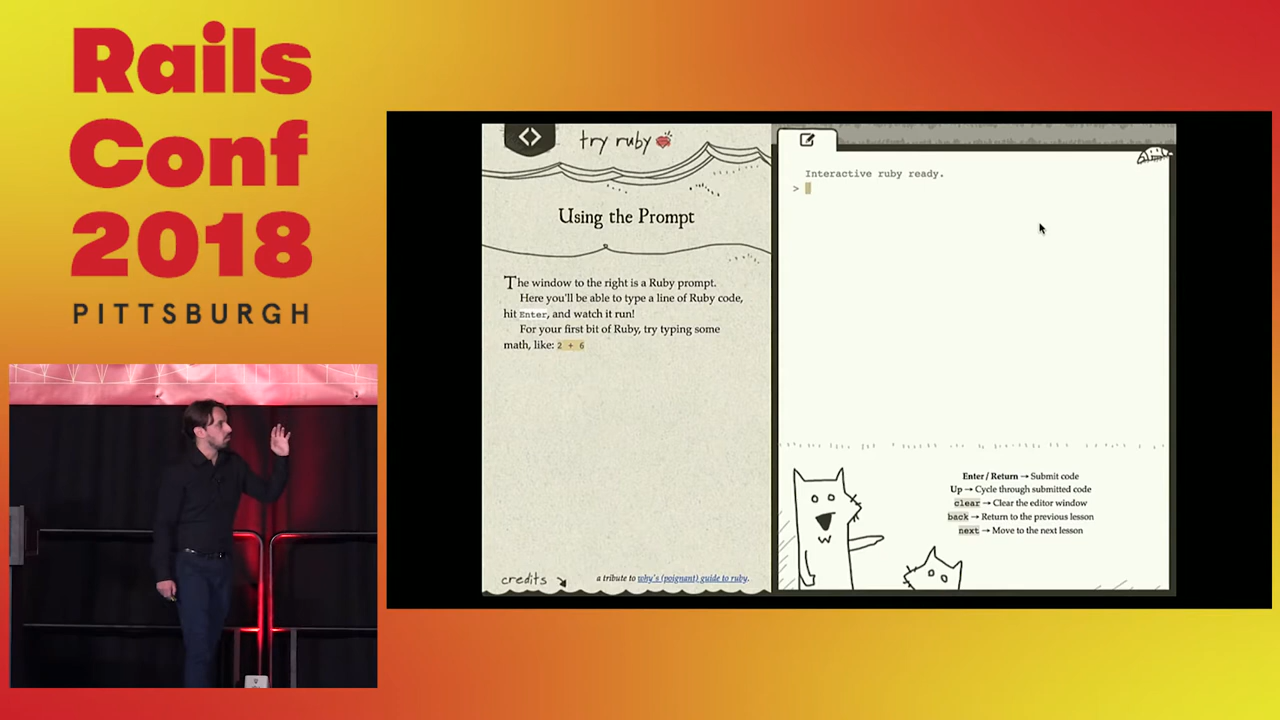 Rails
Conf
2018
PITTSBURGH
try ruby
Using the Prompt
The window to the right is a Ruby prompt.
Here you'll be able to type a line of Ruby code,
hit Enter, and watch it run!
For your first bit of Ruby, try typing some
math, like: 2 + 6
credits
a tribute to why's (poignant) guide to ruby.
Interactive ruby ready.
>
Enter / Return → Submit code
Up → Cycle through submitted code
clear → Clear the editor window
back → Return to the previous lesson
next → Move to the next lesson